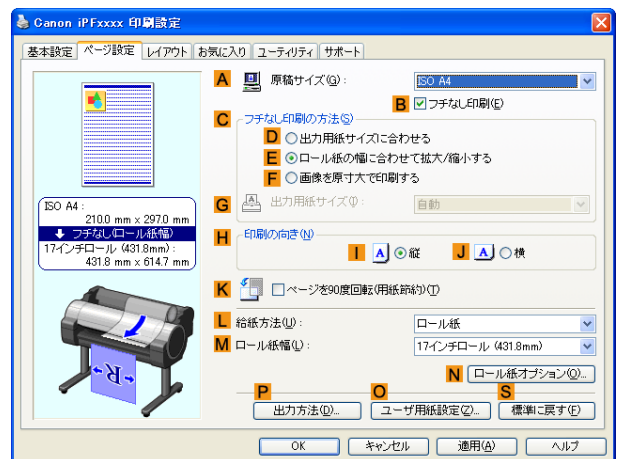 Canon iPFxxxx 印刷設定
基本設定 ページ設定 レイアウト お気に入り ユーティリティ サポート
A 原稿サイズ(G): ISO A4
B フチなし印刷(E)
C フチなし印刷の方法(S)
D 出力用紙サイズに合わせる
E ロール紙の幅に合わせて拡大/縮小する
F 画像を原寸大で印刷する
G 出力用紙サイズ(I): 自動
ISO A4 :
210.0 mm x 297.0 mm
フチなし(ロール紙幅)
17インチロール (431.8mm) :
431.8 mm x 614.7 mm
H 印刷の向き(N)
I A 縦 J A 横
K ページを90度回転(用紙節約)(T)
L 給紙方法(U) : ロール紙
M ロール紙幅(L) : 17インチロール (431.8mm)
N ロール紙オプション(O)...
R
P O S
出力方法(D)... ユーザ用紙設定(Z)... 標準に戻す(F)
OK キャンセル 適用(A) ヘルプ